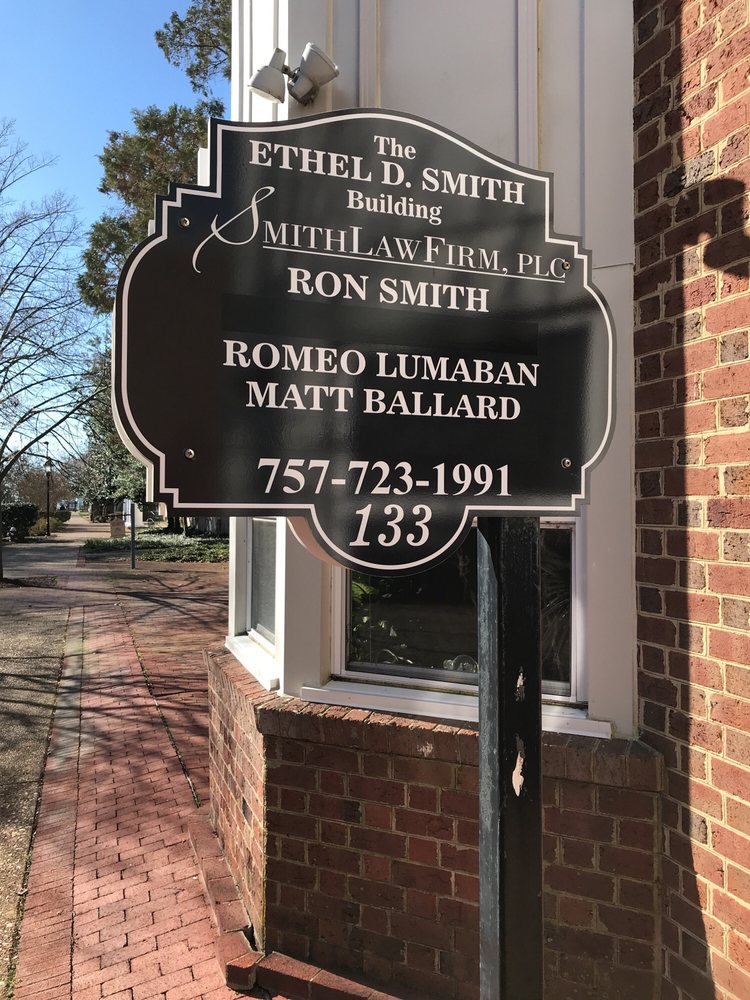 The
ETHEL D. SMITH
Building
SMITHLAWFIRM, PLC
RON SMITH
ROMEO LUMABAN
MATT BALLARD
757-723-1991
133